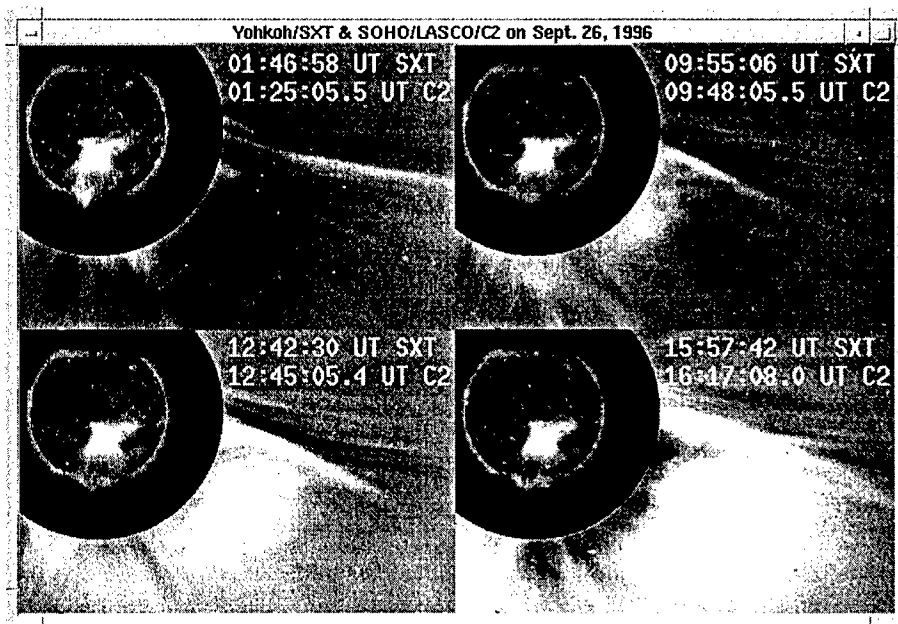 Yohkoh/SXT & SOHO/LASCO/C2 on Sept. 26, 1996
01:46:58 UT SXT
01:25:05.5 UT C2
09:55:06 UT SXT
09:48:05.5 UT C2
12:42:30 UT SXT
12:45:05.4 UT C2
15:57:42 UT SXT
16:17:08.0 UT C2